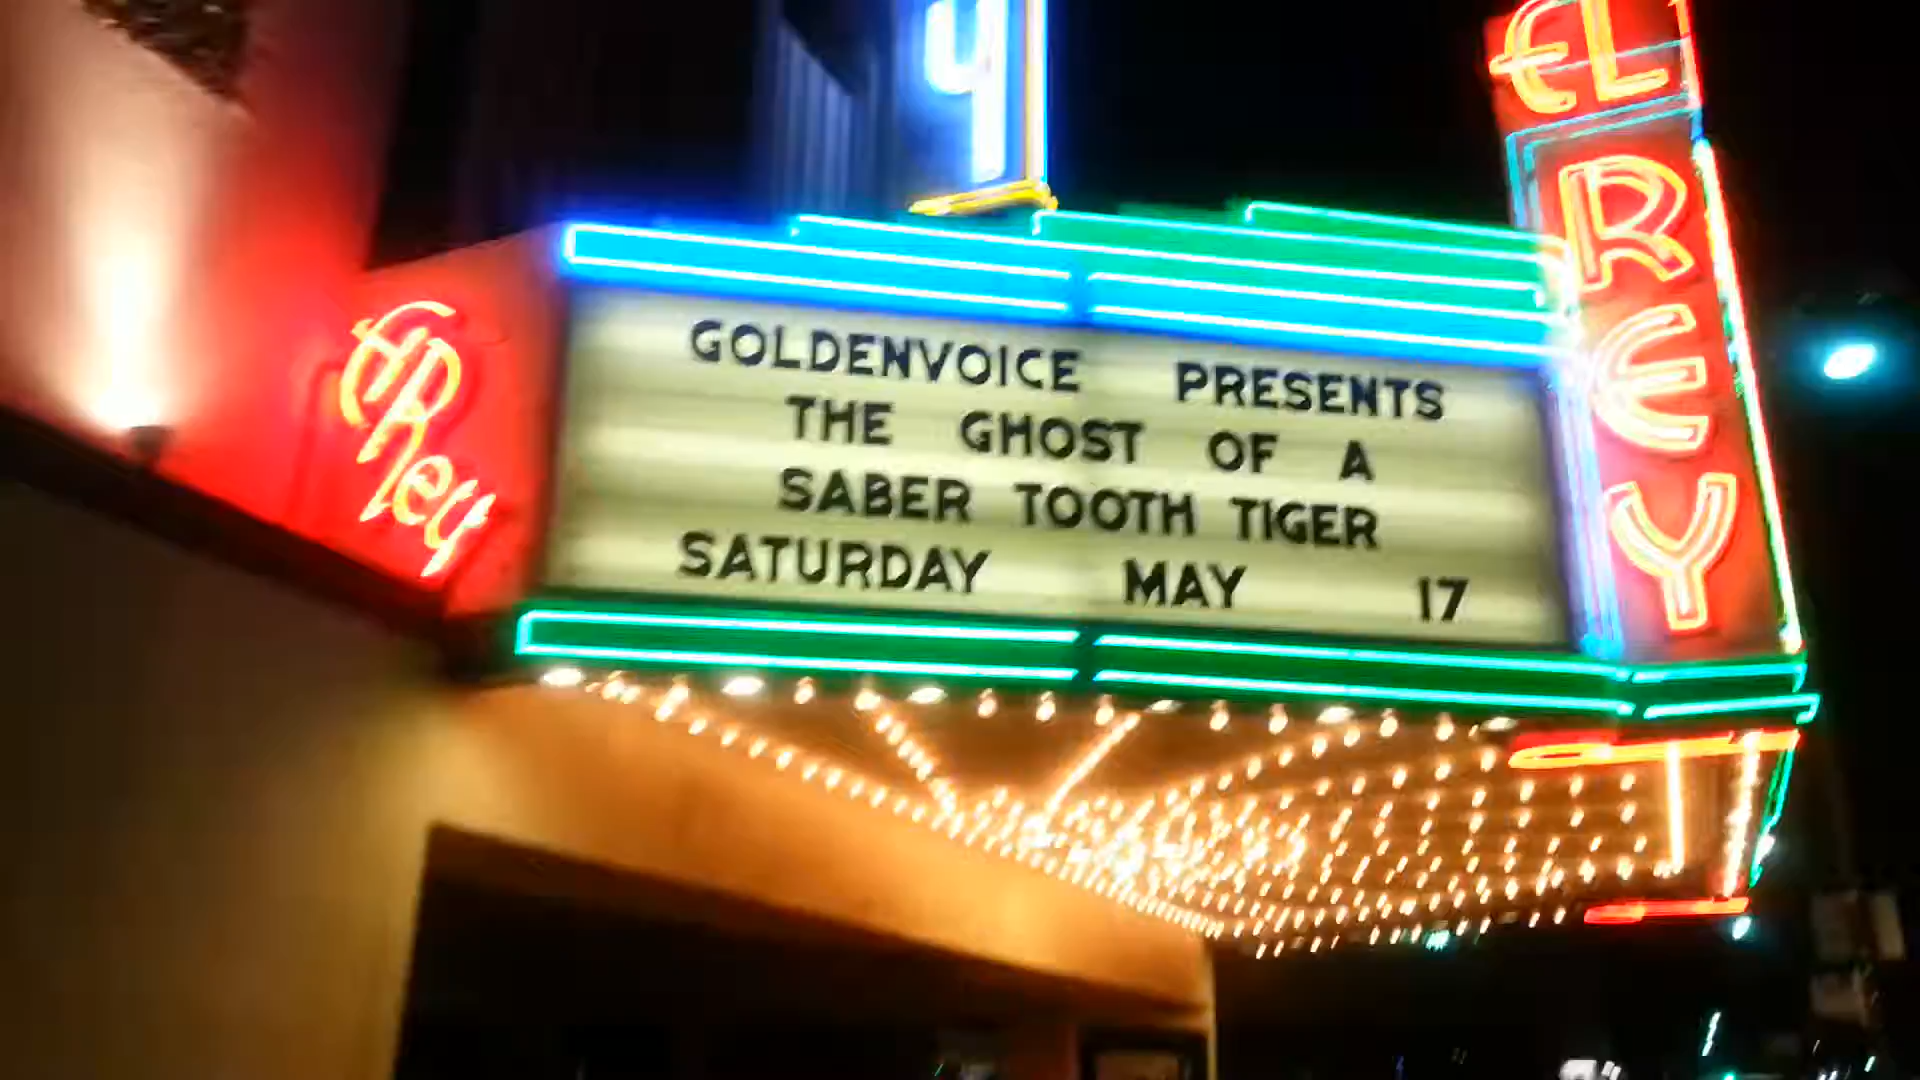 EL
REY
El Rey
GOLDENVOICE PRESENTS
THE GHOST OF A
SABER TOOTH TIGER
SATURDAY MAY 17
y